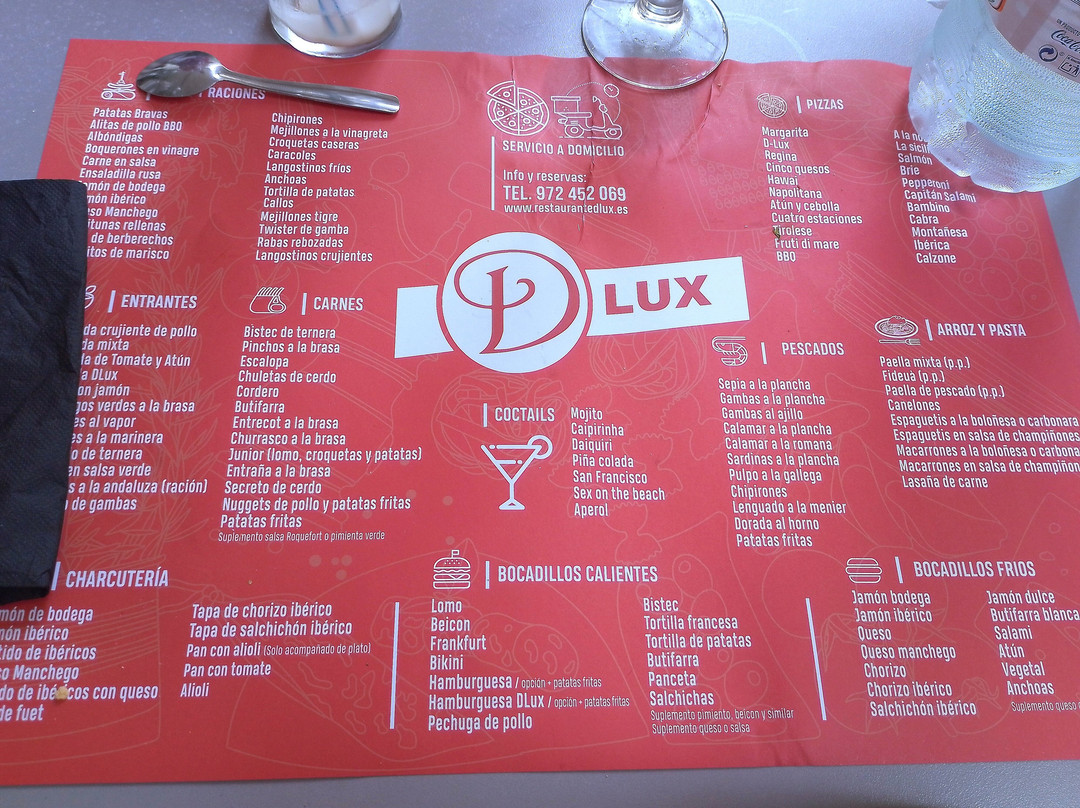 RACIONES
Patatas Bravas
Alitas de pollo BBQ
Albóndigas
Boquerones en vinagre
Carne en salsa
Ensaladilla rusa
de bodega
ibérico
Manchego
rellenas
de berberechos
de marisco
Chipirones
Mejillones a la vinagreta
Croquetas caseras
Caracoles
Langostinos fríos
Anchoas
Tortilla de patatas
Callos
Mejillones tigre
Twister de gamba
Rabas rebozadas
Langostinos crujientes
SERVICIO A DOMICILIO
Info y reservas:
TEL. 972 452 069
www.restaurantedlux.es
PIZZAS
Margarita
D-Lux
Regina
Cinco quesos
Hawai
Napolitana
Atún y cebolla
Cuatro estaciones
Tirolese
Fruti di mare
BBQ
A la
La
Salmón
Brie
Pepperoni
Capitán Salami
Bambino
Cabra
Montañesa
Ibérica
Calzone
D LUX
ENTRANTES
crujiente de pollo
mixta
de Tomate y Atún
DLux
jamón
verdes a la brasa
al vapor
a la marinera
de ternera
en salsa verde
a la andaluza (ración)
de gambas
CARNES
Bistec de ternera
Pinchos a la brasa
Escalopa
Chuletas de cerdo
Cordero
Butifarra
Entrecot a la brasa
Churrasco a la brasa
Junior (lomo, croquetas y patatas)
Entraña a la brasa
Secreto de cerdo
Nuggets de pollo y patatas fritas
Patatas fritas
Suplemento salsa Roquefort o pimienta verde
COCTAILS
Mojito
Caipirinha
Daiquiri
Piña colada
San Francisco
Sex on the beach
Aperol
PESCADOS
Sepia a la plancha
Gambas a la plancha
Gambas al ajillo
Calamar a la plancha
Calamar a la romana
Sardinas a la plancha
Pulpo a la gallega
Chipirones
Lenguado a la menier
Dorada al horno
Patatas fritas
ARROZ Y PASTA
Paella mixta (p.p.)
Fideuà (p.p.)
Paella de pescado (p.p.)
Canelones
Espaguetis a la boloñesa o carbonara
Espaguetis en salsa de champiñones
Macarrones a la boloñesa o
Macarrones en salsa de
Lasaña de carne
CHARCUTERÍA
de bodega
ibérico
de ibéricos
Manchego
de ibéricos con queso
de fuet
Tapa de chorizo ibérico
Tapa de salchichón ibérico
Pan con alioli (Solo acompañado de plato)
Pan con tomate
Alioli
BOCADILLOS CALIENTES
Lomo
Beicon
Frankfurt
Bikini
Hamburguesa / opción + patatas fritas
Hamburguesa DLux / opción + patatas fritas
Pechuga de pollo
Bistec
Tortilla francesa
Tortilla de patatas
Butifarra
Panceta
Salchichas
Suplemento pimiento, beicon y similar
Suplemento queso o salsa
BOCADILLOS FRIOS
Jamón bodega
Jamón ibérico
Queso
Queso manchego
Chorizo
Chorizo ibérico
Salchichón ibérico
Jamón dulce
Butifarra blanca
Salami
Atún
Vegetal
Anchoas
Suplemento queso